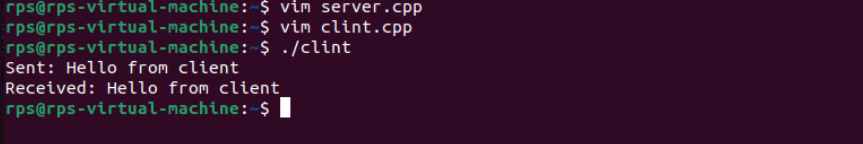 rps@rps-virtual-machine:~$ vim server.cpp
rps@rps-virtual-machine:~$ vim clint.cpp
rps@rps-virtual-machine:~$ ./clint
Sent: Hello from client
Received: Hello from client
rps@rps-virtual-machine:~$